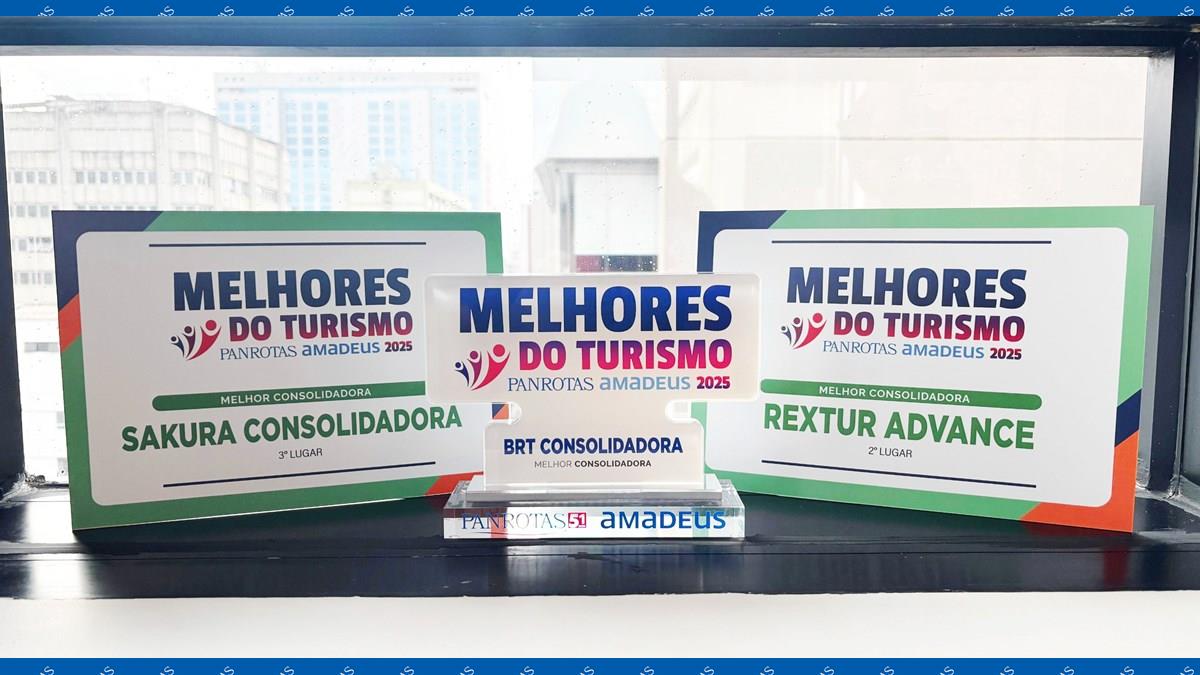 MELHORES
DO TURISMO
PANROTAS amadeus 2025
MELHOR CONSOLIDADORA
SAKURA CONSOLIDADORA
3º LUGAR
MELHORES
DO TURISMO
PANROTAS amadeus 2025
BRT CONSOLIDADORA
MELHOR CONSOLIDADORA
PANROTAS 51 amadeus
MELHORES
DO TURISMO
PANROTAS amadeus 2025
MELHOR CONSOLIDADORA
REXTUR ADVANCE
2º LUGAR